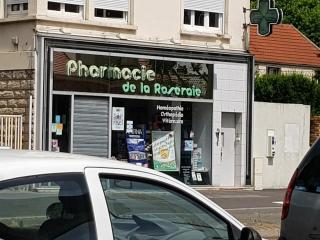 Pharmacie
de la Roseraie
Homéopathie
Orthopédie
Vétérinaire